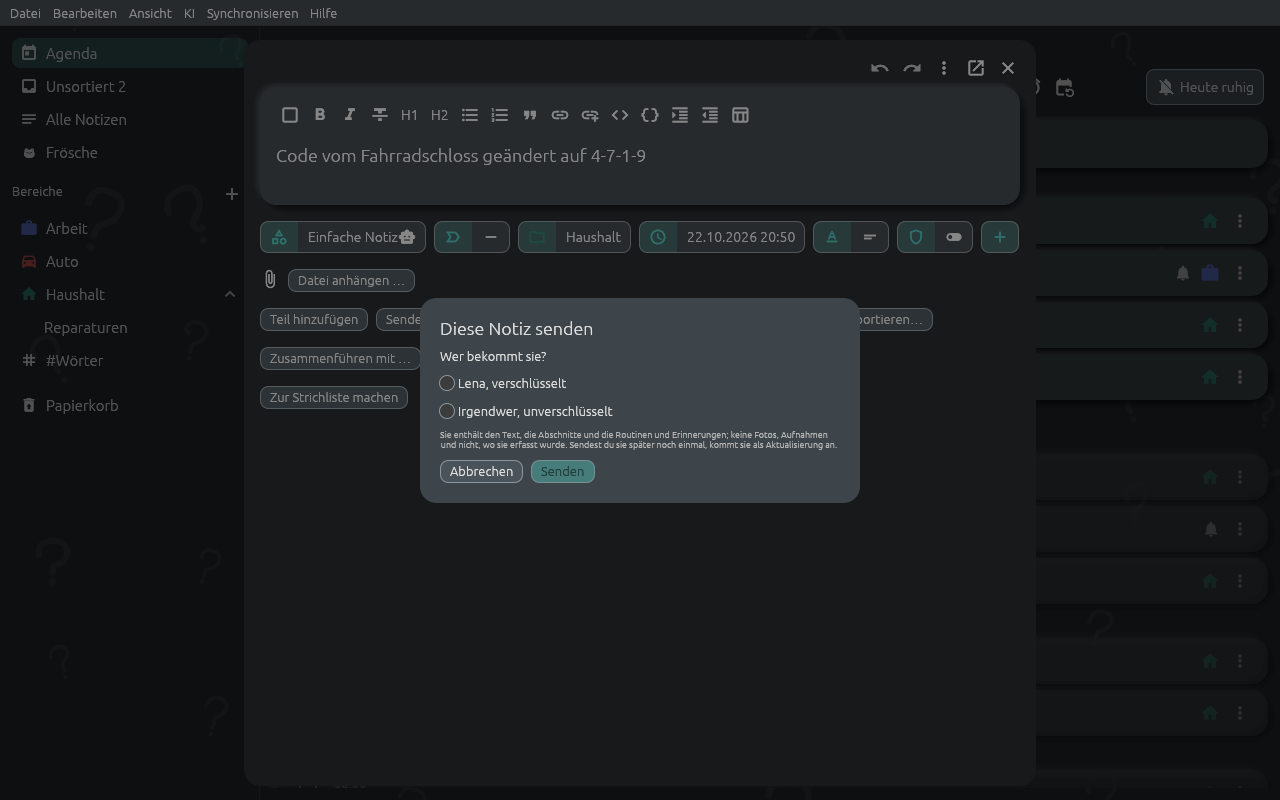 Datei Bearbeiten Ansicht KI Synchronisieren Hilfe
Agenda
Unsortiert 2
Alle Notizen
Frösche
Bereiche
Arbeit
Auto
Haushalt
Reparaturen
#Wörter
Papierkorb
Heute ruhig
H1 H2
Code vom Fahrradschloss geändert auf 4-7-1-9
Einfache Notiz
Haushalt
22.10.2026 20:50
Datei anhängen ...
Teil hinzufügen
Zusammenführen mit ...
Zur Strichliste machen
Diese Notiz senden
Wer bekommt sie?
Lena, verschlüsselt
Irgendwer, unverschlüsselt
Sie enthält den Text, die Abschnitte und die Routinen und Erinnerungen; keine Fotos, Aufnahmen
und nicht, wo sie erfasst wurde. Sendest du sie später noch einmal, kommt sie als Aktualisierung an.
Abbrechen Senden